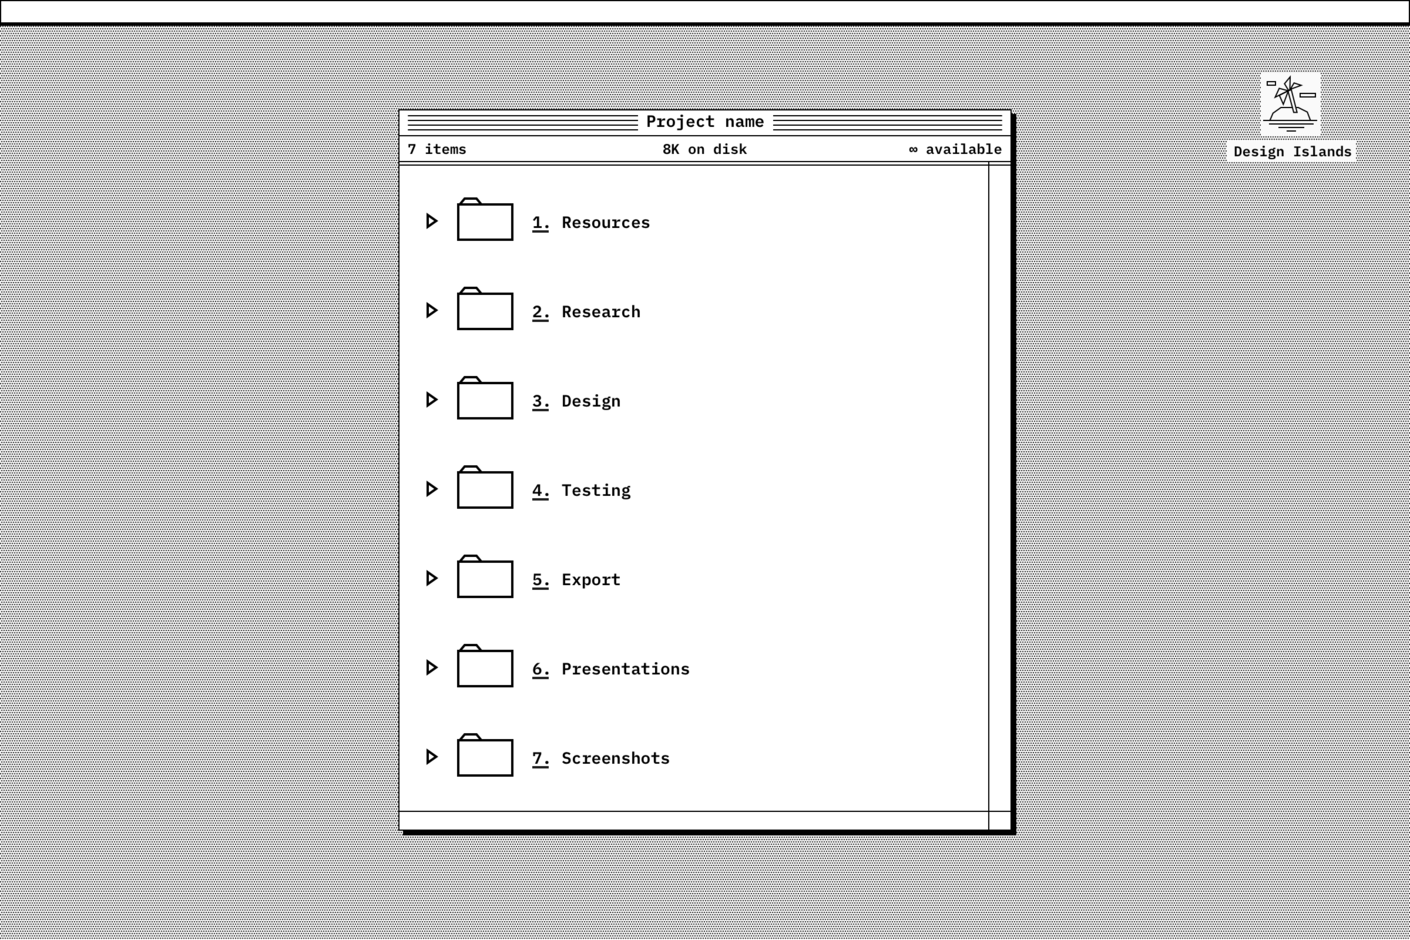 Project name
7 items 8K on disk ∞ available
1. Resources
2. Research
3. Design
4. Testing
5. Export
6. Presentations
7. Screenshots
Design Islands